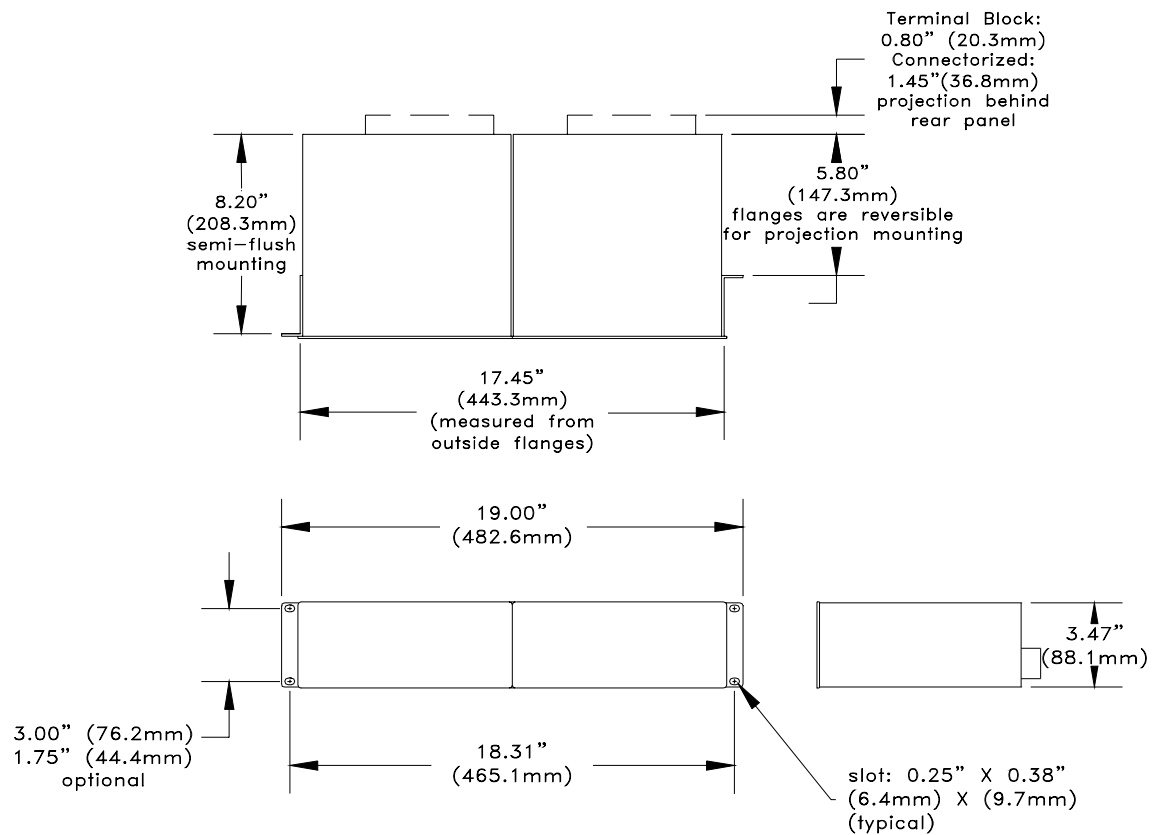 Terminal Block:
0.80” (20.3mm)
Connectorized:
1.45”(36.8mm)
projection behind
rear panel
8.20”
(208.3mm)
semi-flush
mounting
5.80”
(147.3mm)
flanges are reversible
for projection mounting
17.45”
(443.3mm)
(measured from
outside flanges)
19.00”
(482.6mm)
3.47”
(88.1mm)
3.00” (76.2mm)
1.75” (44.4mm)
optional
18.31”
(465.1mm)
slot: 0.25” X 0.38”
(6.4mm) X (9.7mm)
(typical)